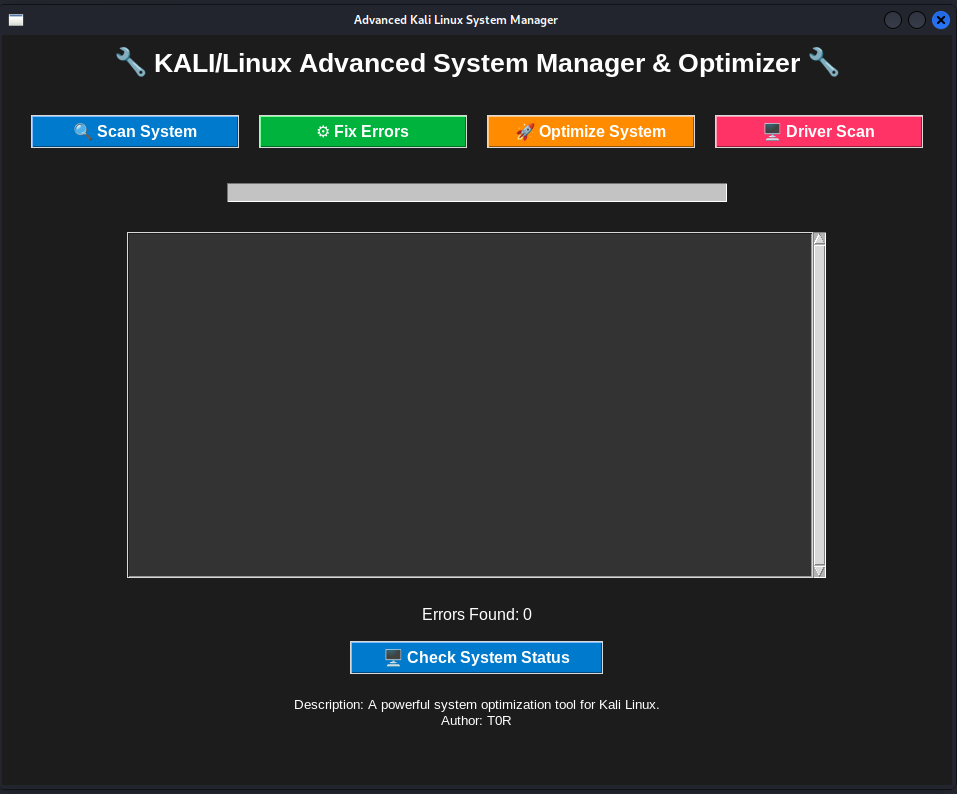 Advanced Kali Linux System Manager
🔧 KALI/Linux Advanced System Manager & Optimizer 🔧
🔍 Scan System
⚙ Fix Errors
🚀 Optimize System
🖥️ Driver Scan
Errors Found: 0
🖥️ Check System Status
Description: A powerful system optimization tool for Kali Linux.
Author: T0R